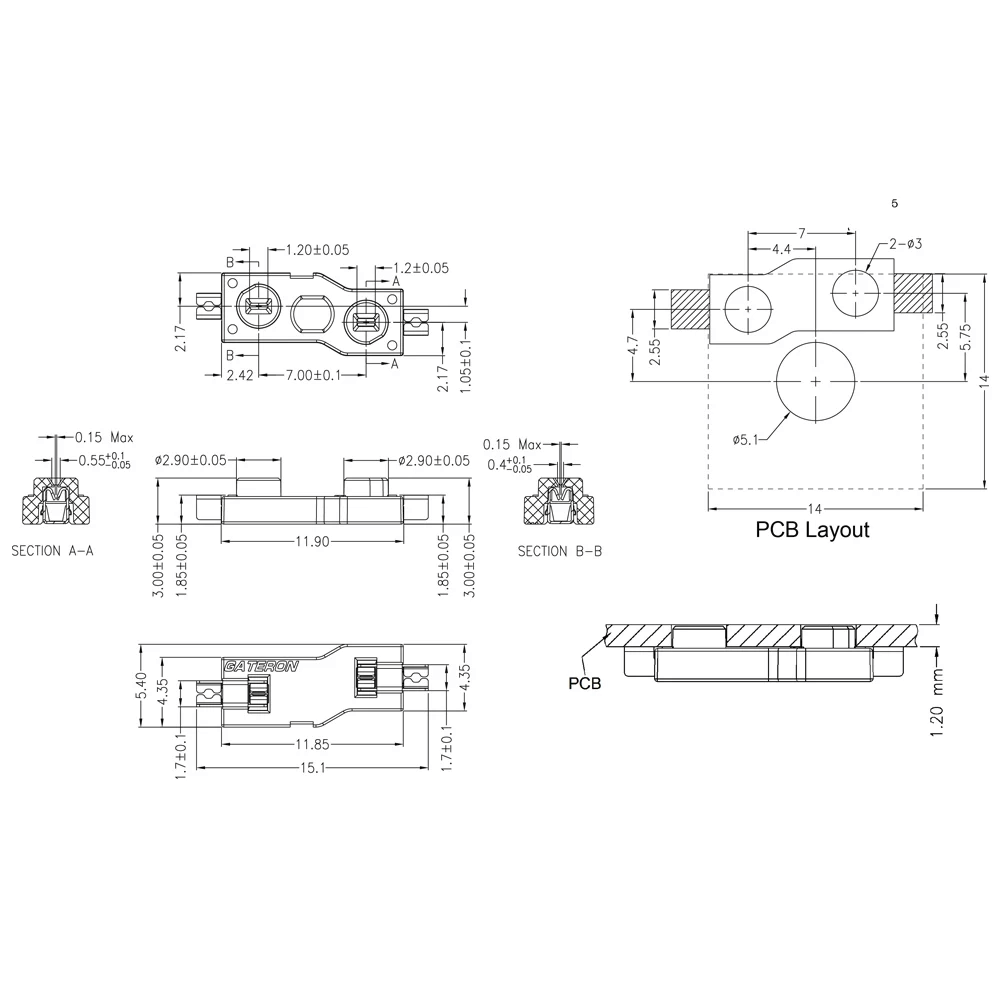 5
1.20±0.05
B
1.2±0.05
A
2.17
B
A
2.42
7.00±0.1
2.17
1.05±0.1
7
4.4
2-ø3
4.7
2.55
2.55
5.75
14
ø5.1
14
PCB Layout
0.15 Max
0.55+0.1 -0.05
SECTION A-A
ø2.90±0.05
ø2.90±0.05
11.90
3.00±0.05
1.85±0.05
1.85±0.05
3.00±0.05
0.15 Max
0.4+0.1 -0.05
SECTION B-B
GATERON
5.40
4.35
1.7±0.1
4.35
1.7±0.1
11.85
15.1
PCB
1.20 mm